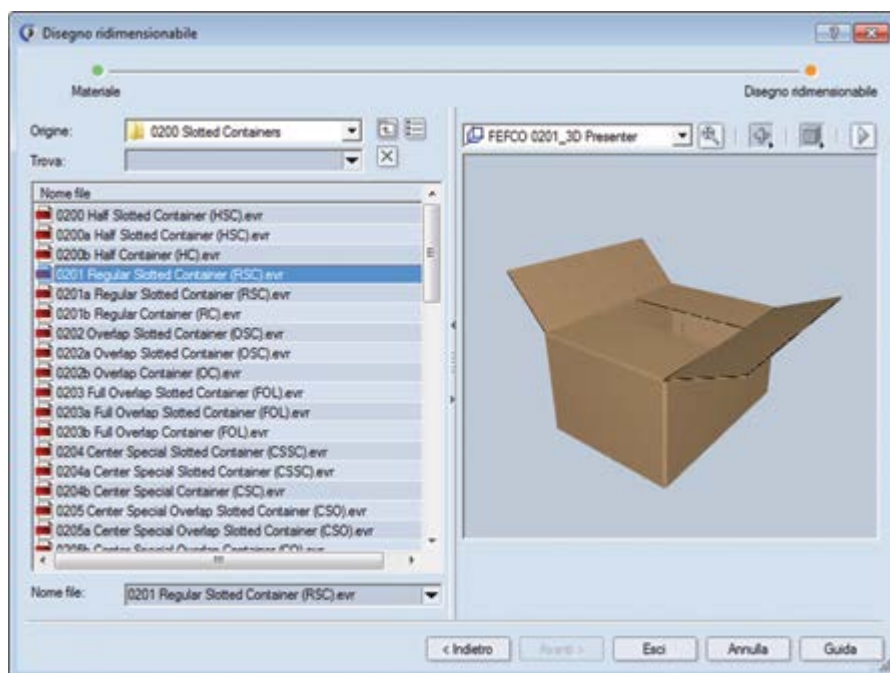 Disegno ridimensionabile
Materiale
Disegno ridimensionabile
Origine: 0200 Slotted Containers
Trova:
FEFCO 0201_3D Presenter
Nome file
0200 Half Slotted Container (HSC).evr
0200a Half Slotted Container (HSC).evr
0200b Half Container (HC).evr
0201 Regular Slotted Container (RSC).evr
0201a Regular Slotted Container (RSC).evr
0201b Regular Container (RC).evr
0202 Overlap Slotted Container (OSC).evr
0202a Overlap Slotted Container (OSC).evr
0202b Overlap Container (OC).evr
0203 Full Overlap Slotted Container (FOL).evr
0203a Full Overlap Slotted Container (FOL).evr
0203b Full Overlap Container (FOL).evr
0204 Center Special Slotted Container (CSSC).evr
0204a Center Special Slotted Container (CSSC).evr
0204b Center Special Container (CSC).evr
0205 Center Special Overlap Slotted Container (CSO).evr
0205a Center Special Overlap Slotted Container (CSO).evr
0205b Center Special Overlap Container (CO).evr
Nome file: 0201 Regular Slotted Container (RSC).evr
< Indietro
Avanti >
Esci
Annulla
Guida